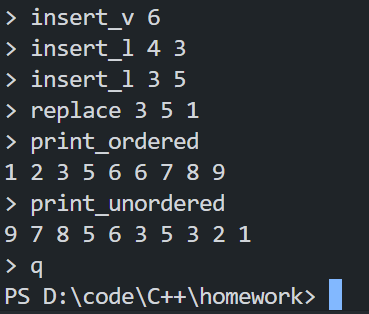 > insert_v 6
> insert_l 4 3
> insert_l 3 5
> replace 3 5 1
> print_ordered
1 2 3 5 6 6 7 8 9
> print_unordered
9 7 8 5 6 3 5 3 2 1
> q
PS D:\code\C++\homework>